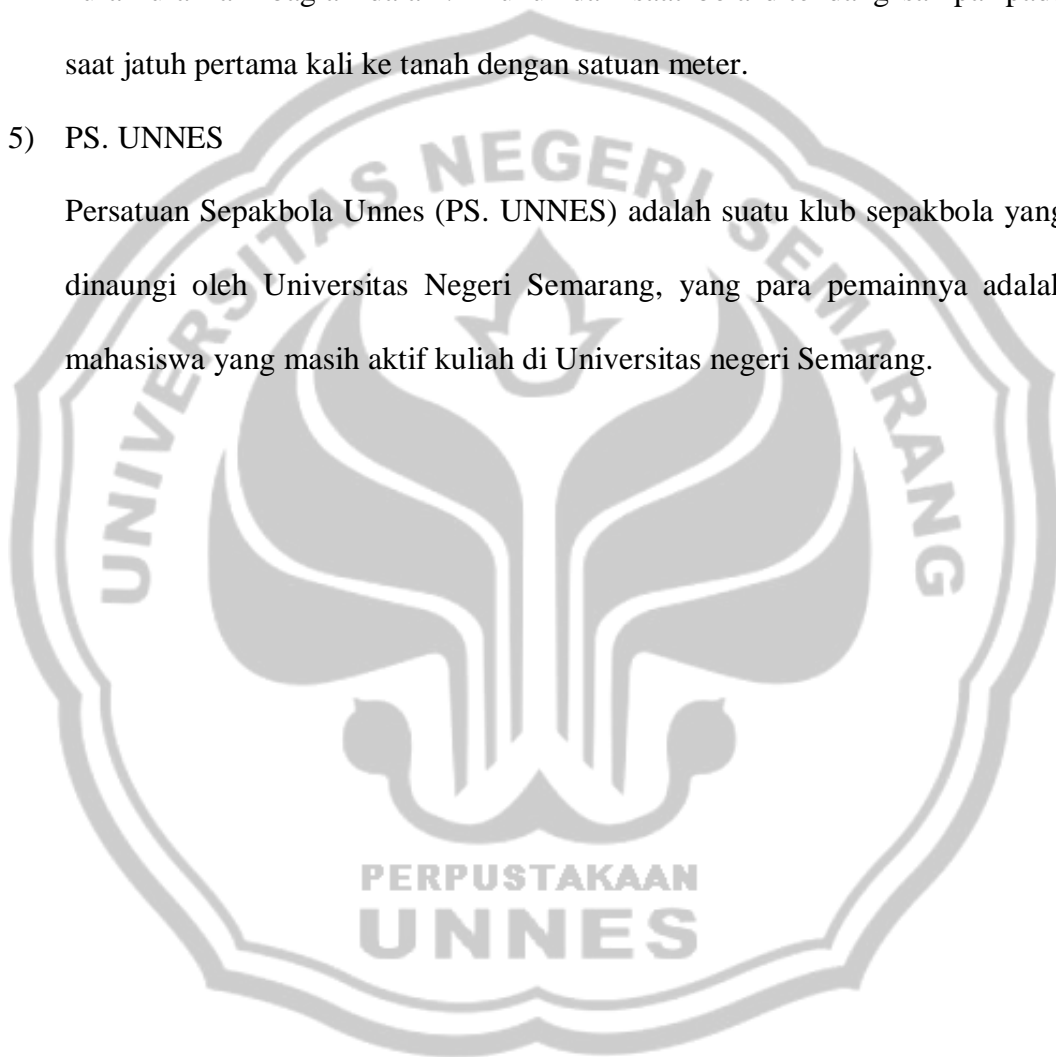 saat jatuh pertama kali ke tanah dengan satuan meter.
5) PS. UNNES
Persatuan Sepakbola Unnes (PS. UNNES) adalah suatu klub sepakbola yang
dinaungi oleh Universitas Negeri Semarang, yang para pemainnya adalah
mahasiswa yang masih aktif kuliah di Universitas negeri Semarang.
UNIVERSITAS NEGERI SEMARANG
PERPUSTAKAAN
UNNES